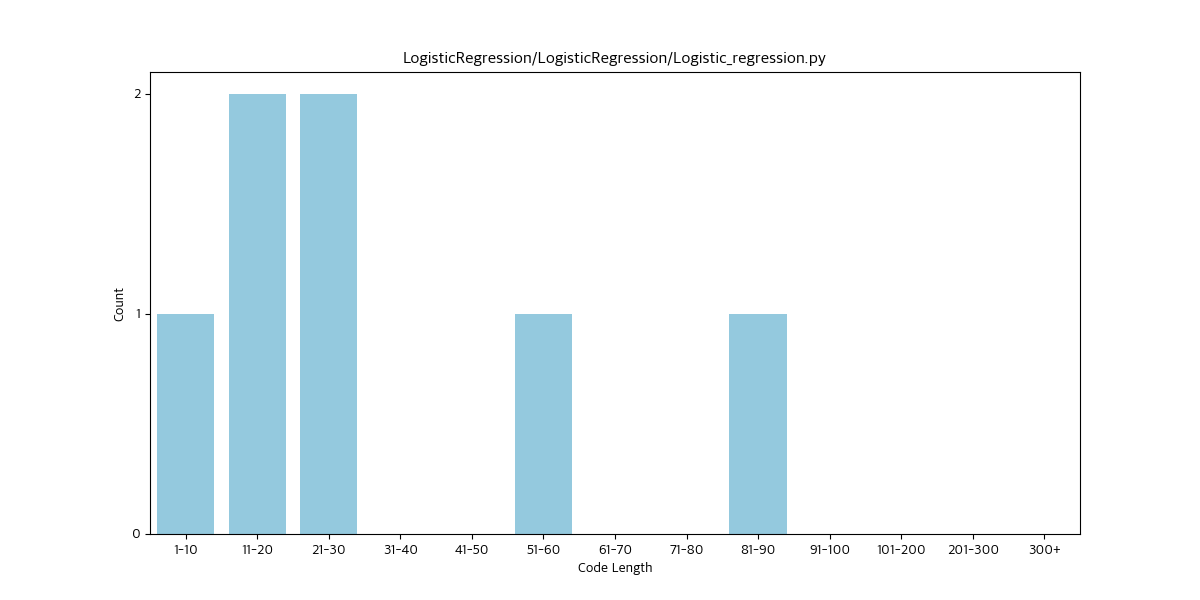 LogisticRegression/LogisticRegression/Logistic_regression.py
2
1
0
Count
1-10 11-20 21-30 31-40 41-50 51-60 61-70 71-80 81-90 91-100 101-200 201-300 300+
Code Length